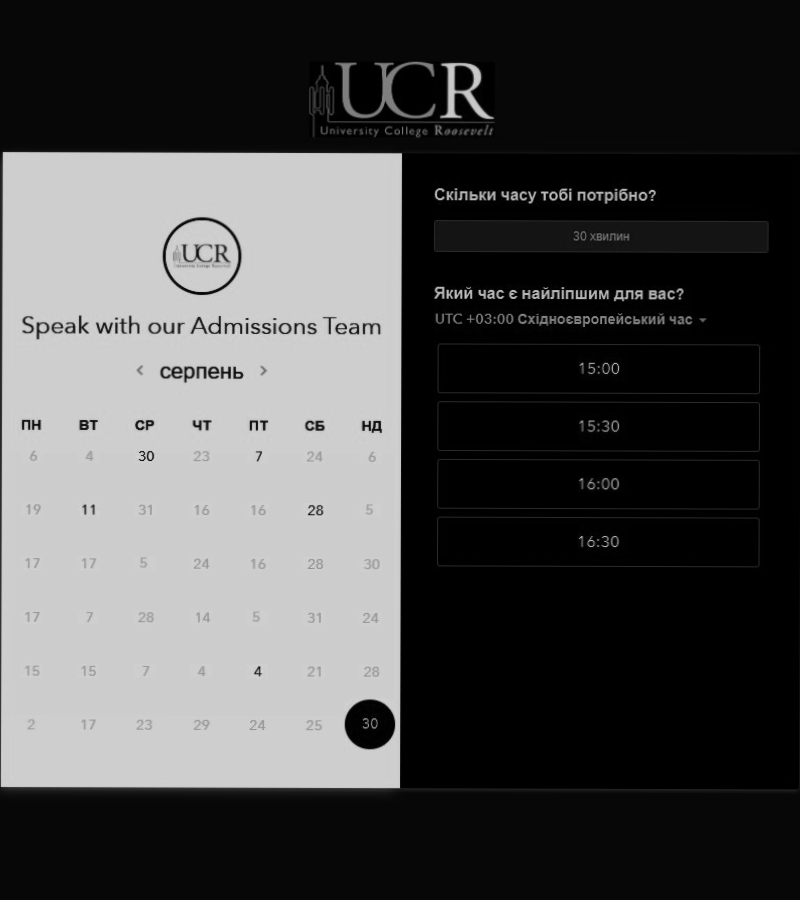 UCR
University College Roosevelt
UCR
University College Roosevelt
Speak with our Admissions Team
серпень
ПН ВТ СР ЧТ ПТ СБ НД
6 4 30 23 7 24 6
19 11 31 16 16 28 5
17 17 5 24 16 28 30
17 7 28 14 5 31 24
15 15 7 4 4 21 28
2 17 23 29 24 25 30
Скільки часу тобі потрібно?
30 хвилин
Який час є найліпшим для вас?
UTC +03:00 Східноєвропейський час
15:00
15:30
16:00
16:30